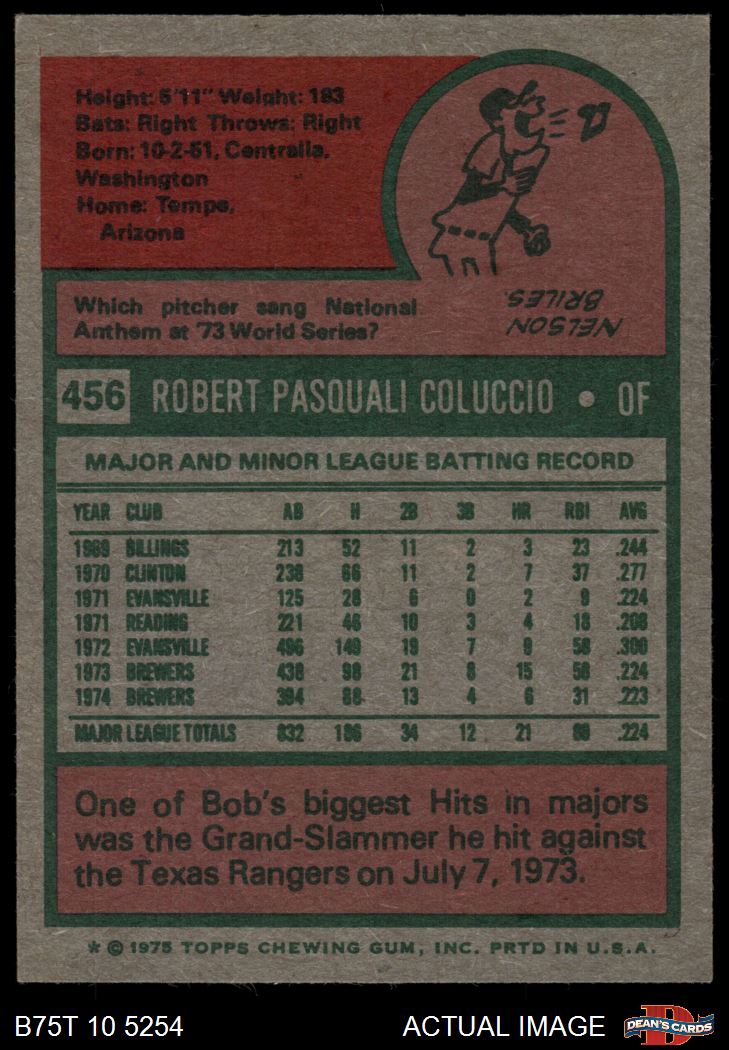 Height: 5'11" Weight: 183
Bats: Right Throws: Right
Born: 10-2-51, Centralia,
Washington
Home: Tempe,
Arizona
NELSON
BRILES.
Which pitcher sang National
Anthem at '73 World Series?
456 ROBERT PASQUALI COLUCCIO • OF
MAJOR AND MINOR LEAGUE BATTING RECORD
YEAR CLUB AB H 2B 3B HR RBI AVG
1969 BILLINGS 213 52 11 2 3 23 .244
1970 CLINTON 238 66 11 2 7 37 .277
1971 EVANSVILLE 125 28 6 0 2 9 .224
1971 READING 221 46 10 3 4 18 .208
1972 EVANSVILLE 496 149 19 7 9 58 .300
1973 BREWERS 438 98 21 8 15 58 .224
1974 BREWERS 394 88 13 4 6 31 .223
MAJOR LEAGUE TOTALS 832 186 34 12 21 89 .224
One of Bob's biggest Hits in majors
was the Grand-Slammer he hit against
the Texas Rangers on July 7, 1973.
* © 1975 TOPPS CHEWING GUM, INC. PRTD IN U.S.A.
B75T 10 5254 ACTUAL IMAGE DEAN'S CARDS